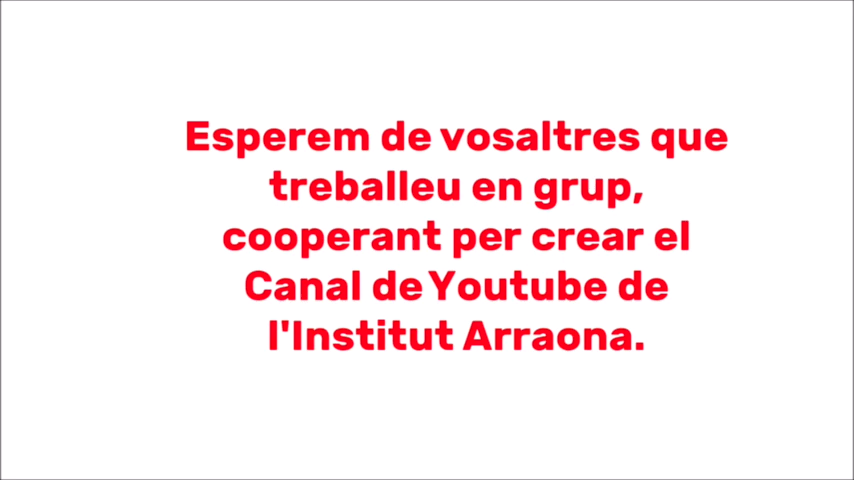 Esperem de vosaltres que
treballeu en grup,
cooperant per crear el
Canal de Youtube de
l'Institut Arraona.